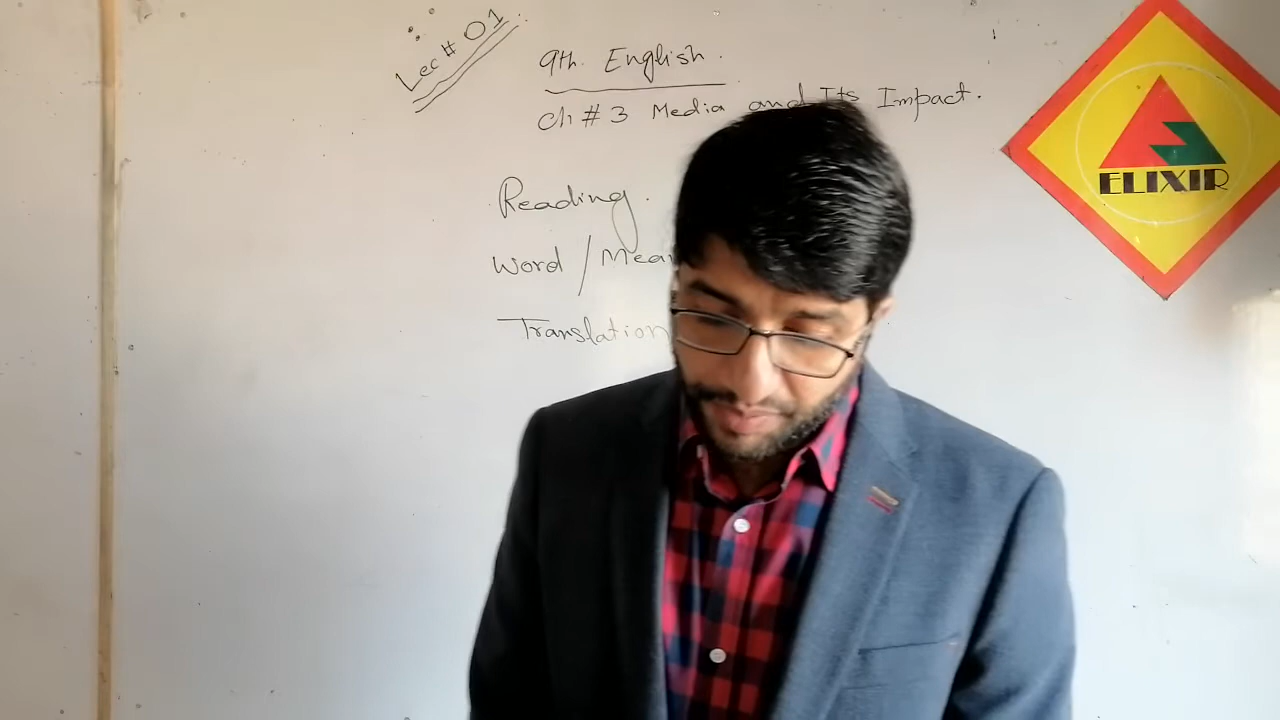 Lec # 01
9th English.
Ch # 3 Media and Its Impact.
Reading.
Word /
Translation
ELIXIR